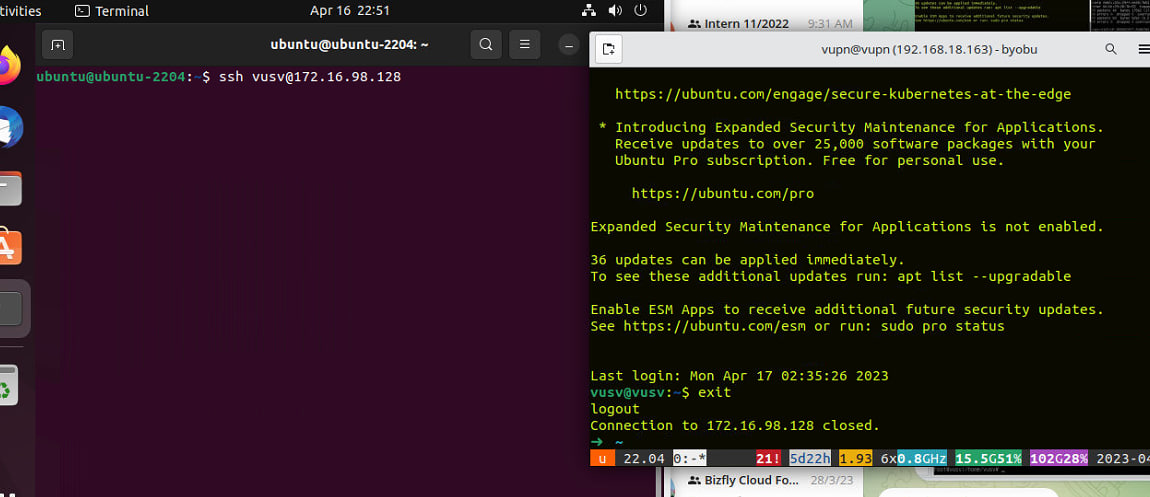 tivities
Terminal
Apr 16 22:51
ubuntu@ubuntu-2204: ~
ubuntu@ubuntu-2204:~$ ssh vusv@172.16.98.128
Intern 11/2022
9:31 AM
vupn@vupn (192.168.18.163) - byobu
https://ubuntu.com/engage/secure-kubernetes-at-the-edge
* Introducing Expanded Security Maintenance for Applications.
Receive updates to over 25,000 software packages with your
Ubuntu Pro subscription. Free for personal use.
https://ubuntu.com/pro
Expanded Security Maintenance for Applications is not enabled.
36 updates can be applied immediately.
To see these additional updates run: apt list --upgradable
Enable ESM Apps to receive additional future security updates.
See https://ubuntu.com/esm or run: sudo pro status
Last login: Mon Apr 17 02:35:26 2023
vusv@vusv:~$ exit
logout
Connection to 172.16.98.128 closed.
→ ~
u 22.04 0:-* 21! 5d22h 1.93 6x0.8GHz 15.5G51% 102G28% 2023-04
Bizfly Cloud Fo...
28/3/23